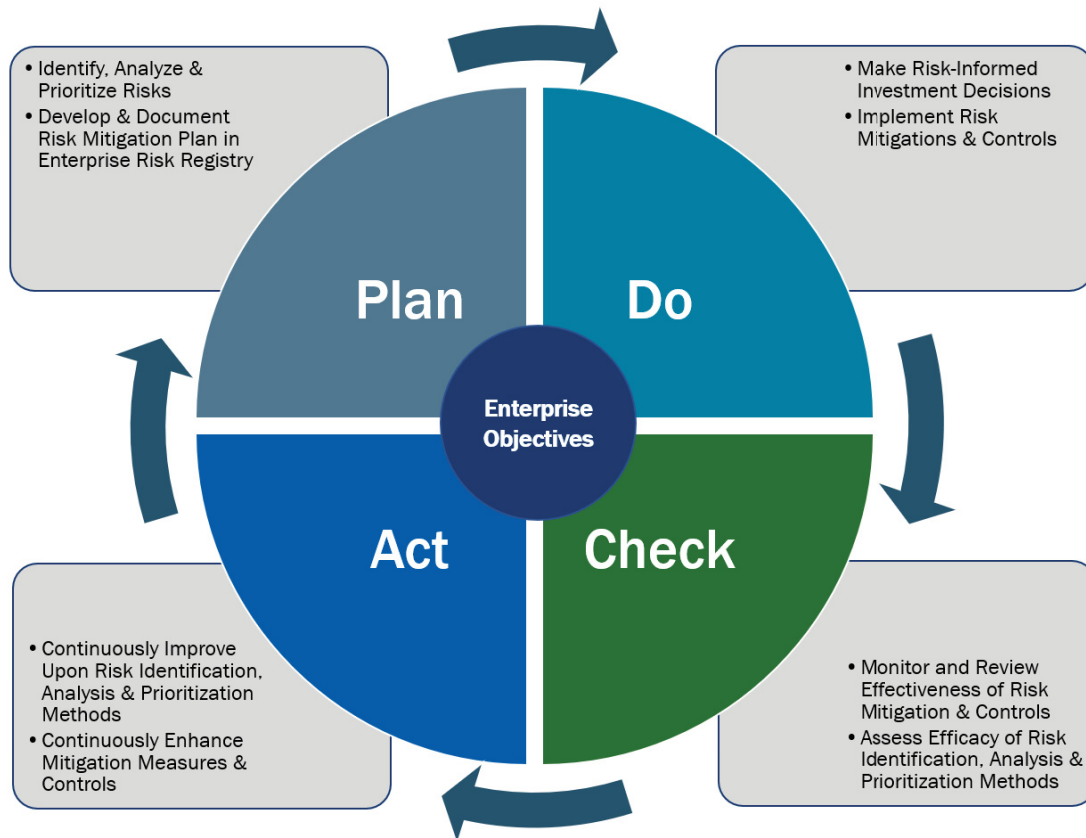 • Identify, Analyze &
Prioritize Risks
• Develop & Document
Risk Mitigation Plan in
Enterprise Risk Registry
• Make Risk-Informed
Investment Decisions
• Implement Risk
Mitigations & Controls
Plan
Do
Enterprise
Objectives
Act
Check
• Continuously Improve
Upon Risk Identification,
Analysis & Prioritization
Methods
• Continuously Enhance
Mitigation Measures &
Controls
• Monitor and Review
Effectiveness of Risk
Mitigation & Controls
• Assess Efficacy of Risk
Identification, Analysis &
Prioritization Methods